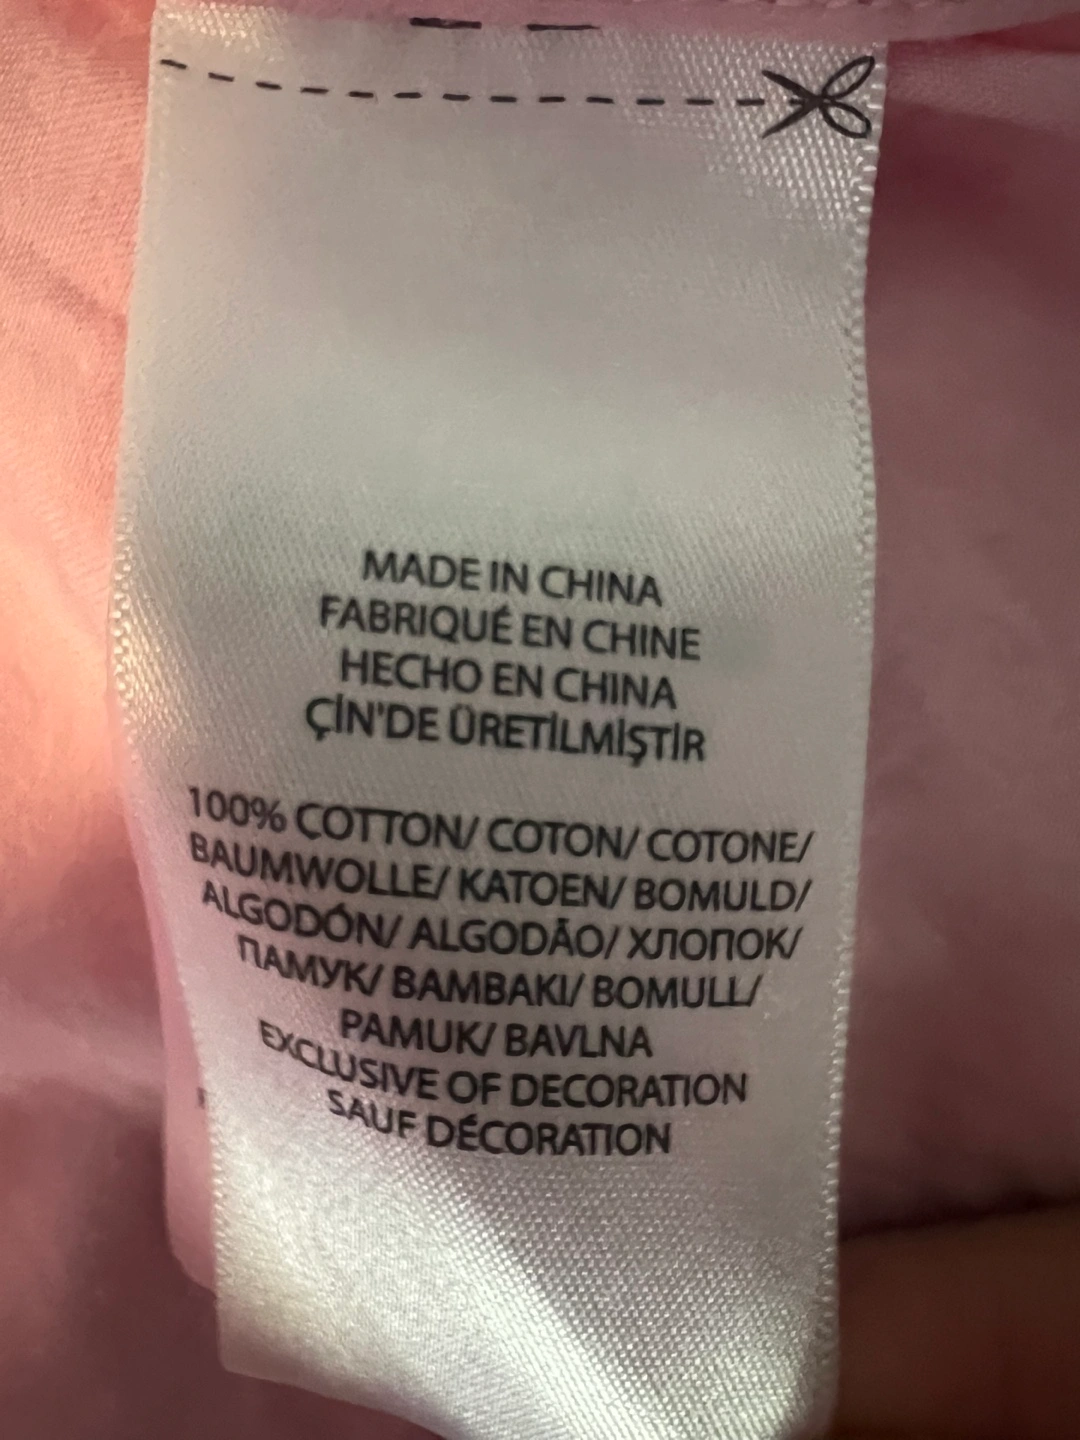 MADE IN CHINA
FABRIQUÉ EN CHINE
HECHO EN CHINA
ÇİN'DE ÜRETİLMİŞTİR
100% COTTON/ COTON/ COTONE/
BAUMWOLLE/ KATOEN/ BOMULD/
ALGODÓN/ ALGODÃO/ ХЛОПОК/
ПАМУК/ BAMBAKI/ BOMULL/
PAMUK/ BAVLNA
EXCLUSIVE OF DECORATION
SAUF DÉCORATION